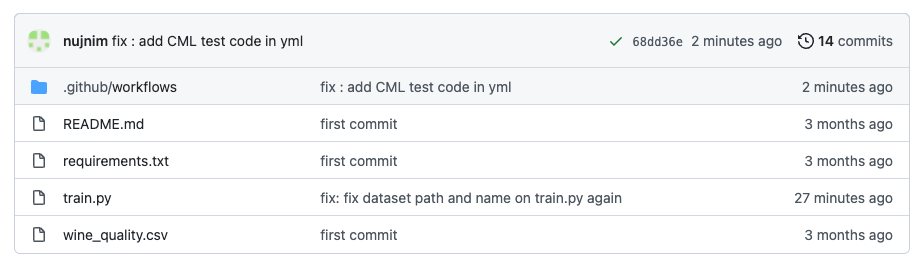 nujnim fix : add CML test code in yml 68dd36e 2 minutes ago 14 commits
.github/workflows fix : add CML test code in yml 2 minutes ago
README.md first commit 3 months ago
requirements.txt first commit 3 months ago
train.py fix: fix dataset path and name on train.py again 27 minutes ago
wine_quality.csv first commit 3 months ago